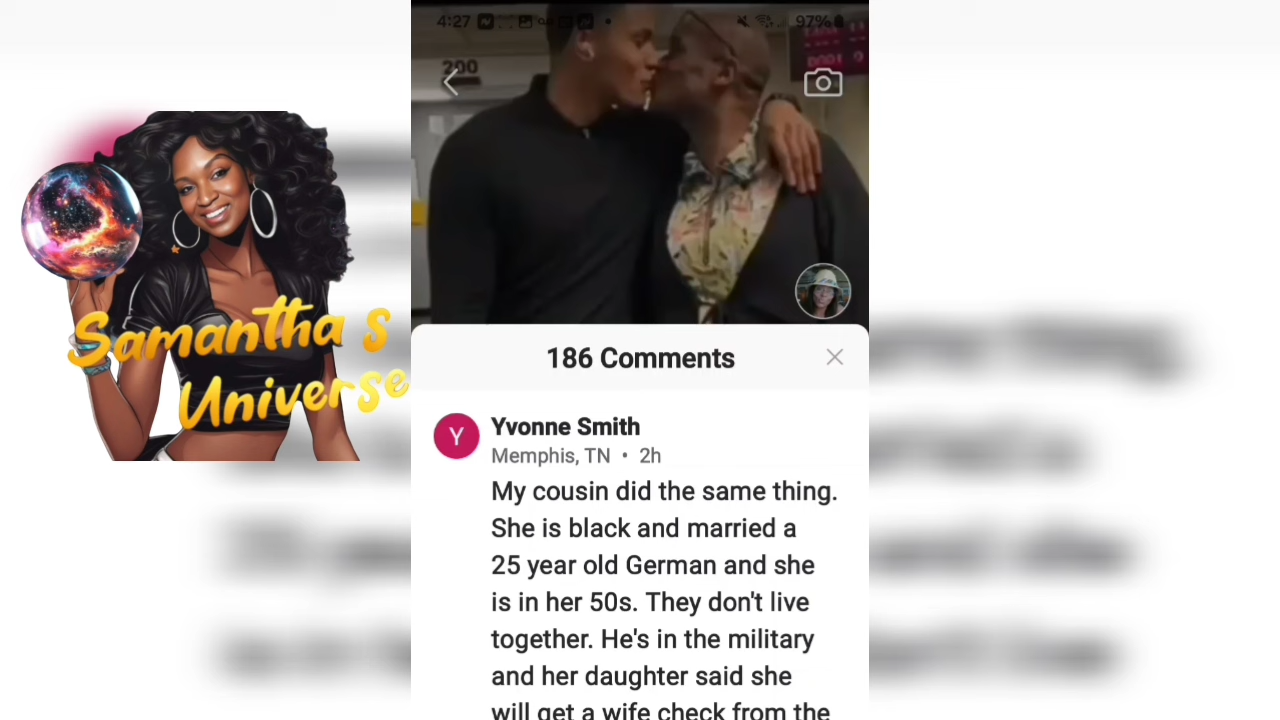 4:27
97%
200
Samantha s
Universe
186 Comments
Y
Yvonne Smith
Memphis, TN • 2h
My cousin did the same thing.
She is black and married a
25 year old German and she
is in her 50s. They don't live
together. He's in the military
and her daughter said she
will get a wife check from the